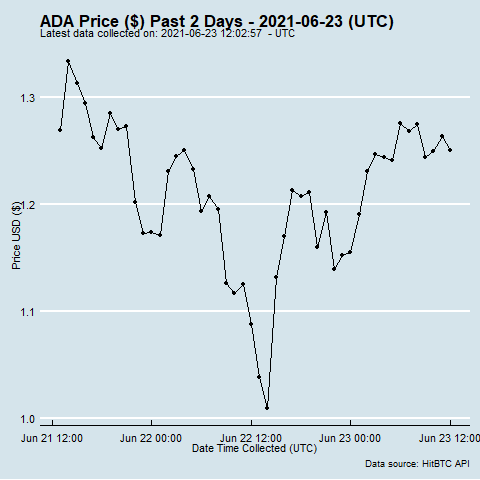 ADA Price ($) Past 2 Days - 2021-06-23 (UTC)
Latest data collected on: 2021-06-23 12:02:57 - UTC
1.3
1.2
1.1
1.0
Price USD ($)
Jun 21 12:00 Jun 22 00:00 Jun 22 12:00 Jun 23 00:00 Jun 23 12:00
Date Time Collected (UTC)
Data source: HitBTC API